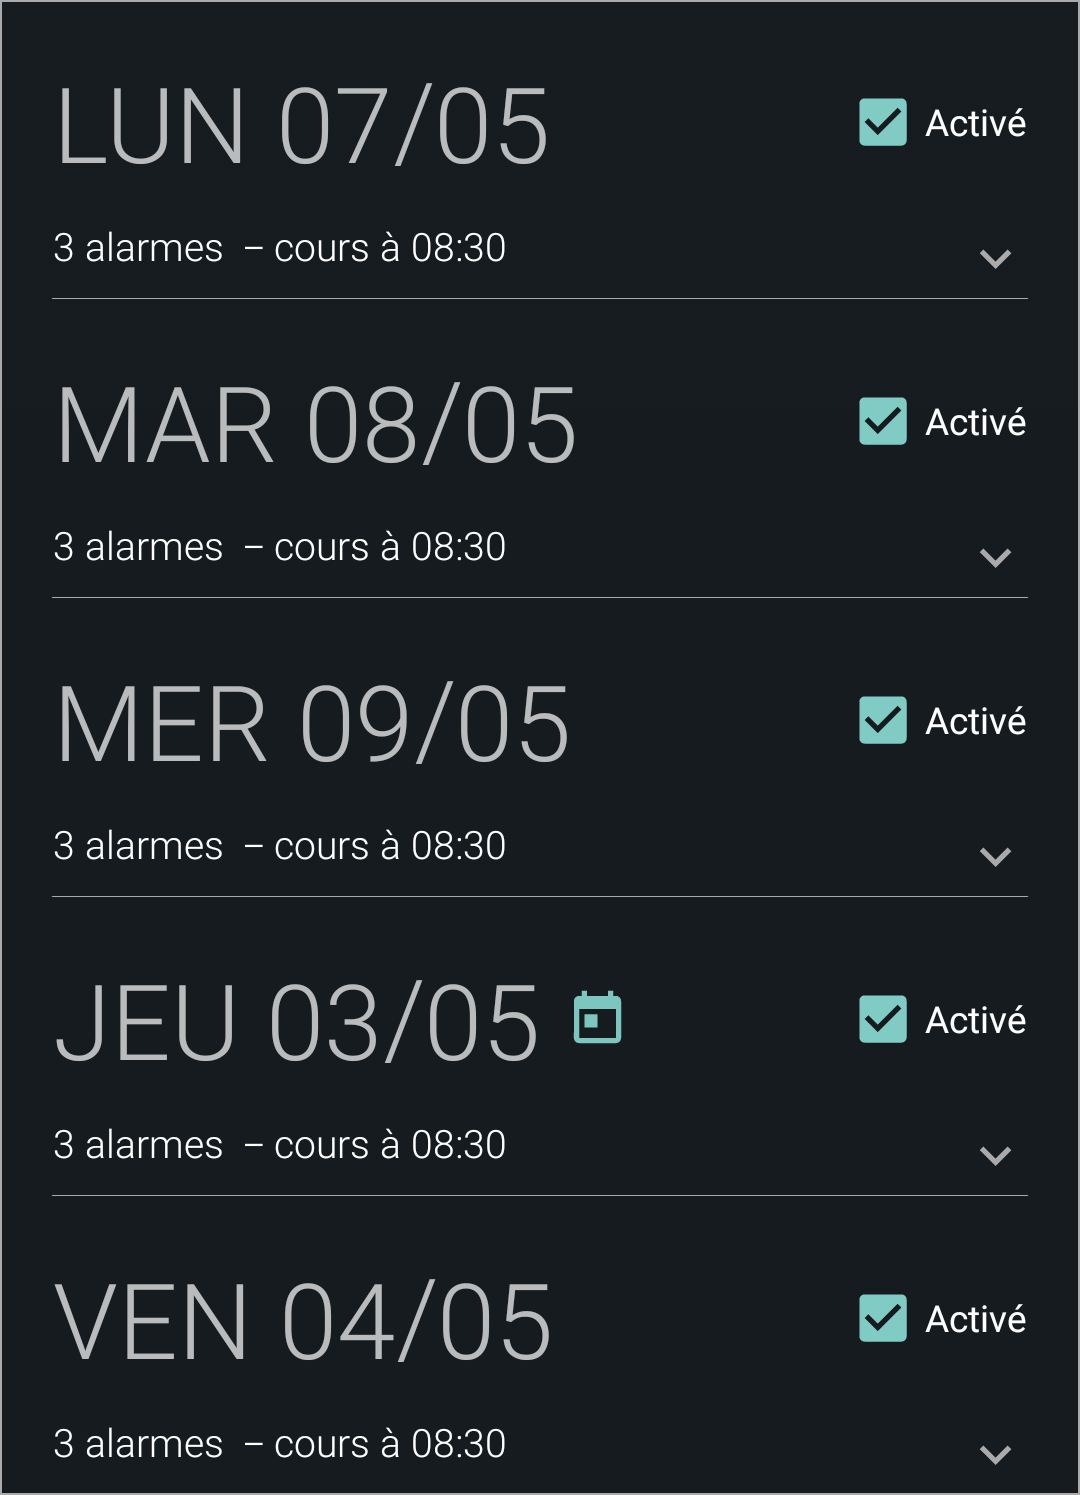 LUN 07/05
Activé
3 alarmes – cours à 08:30
MAR 08/05
Activé
3 alarmes – cours à 08:30
MER 09/05
Activé
3 alarmes – cours à 08:30
JEU 03/05
Activé
3 alarmes – cours à 08:30
VEN 04/05
Activé
3 alarmes – cours à 08:30